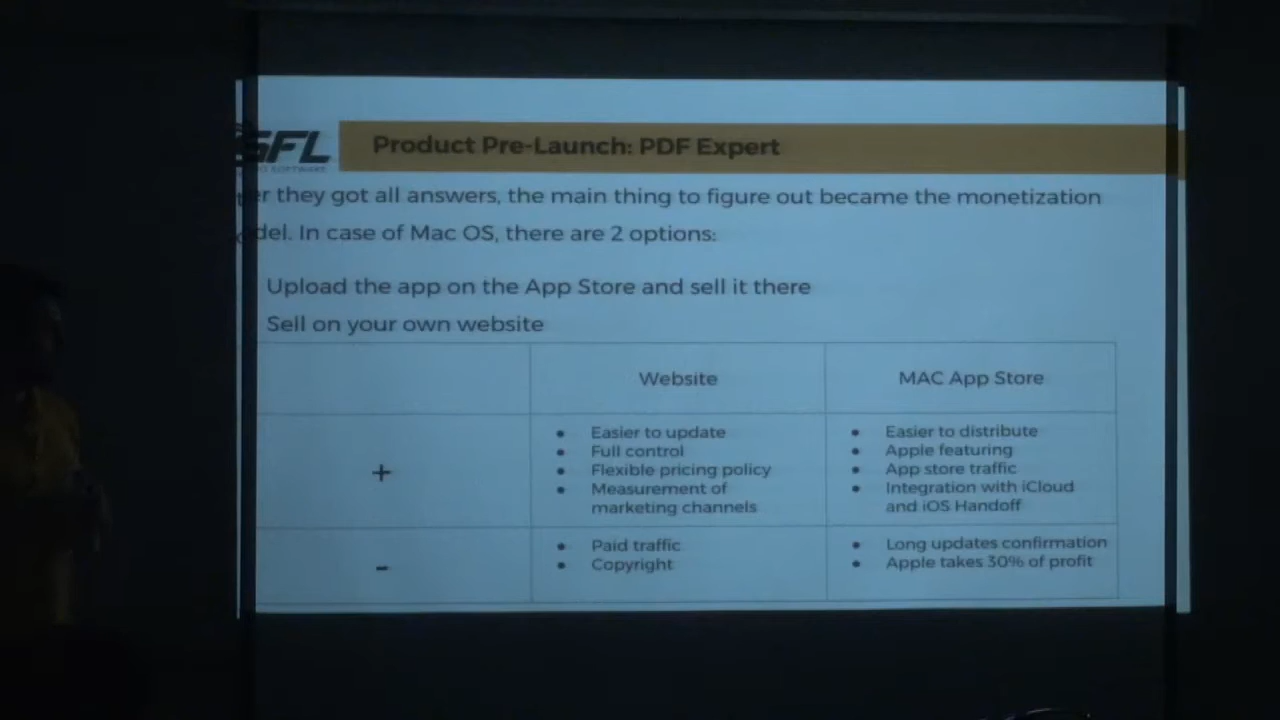 SFL
Product Pre-Launch: PDF Expert
er they got all answers, the main thing to figure out became the monetization
del. In case of Mac OS, there are 2 options:
Upload the app on the App Store and sell it there
Sell on your own website
Website
MAC App Store
+
• Easier to update
• Full control
• Flexible pricing policy
• Measurement of
marketing channels
• Easier to distribute
• Apple featuring
• App store traffic
• Integration with iCloud
and iOS Handoff
-
• Paid traffic
• Copyright
• Long updates confirmation
• Apple takes 30% of profit